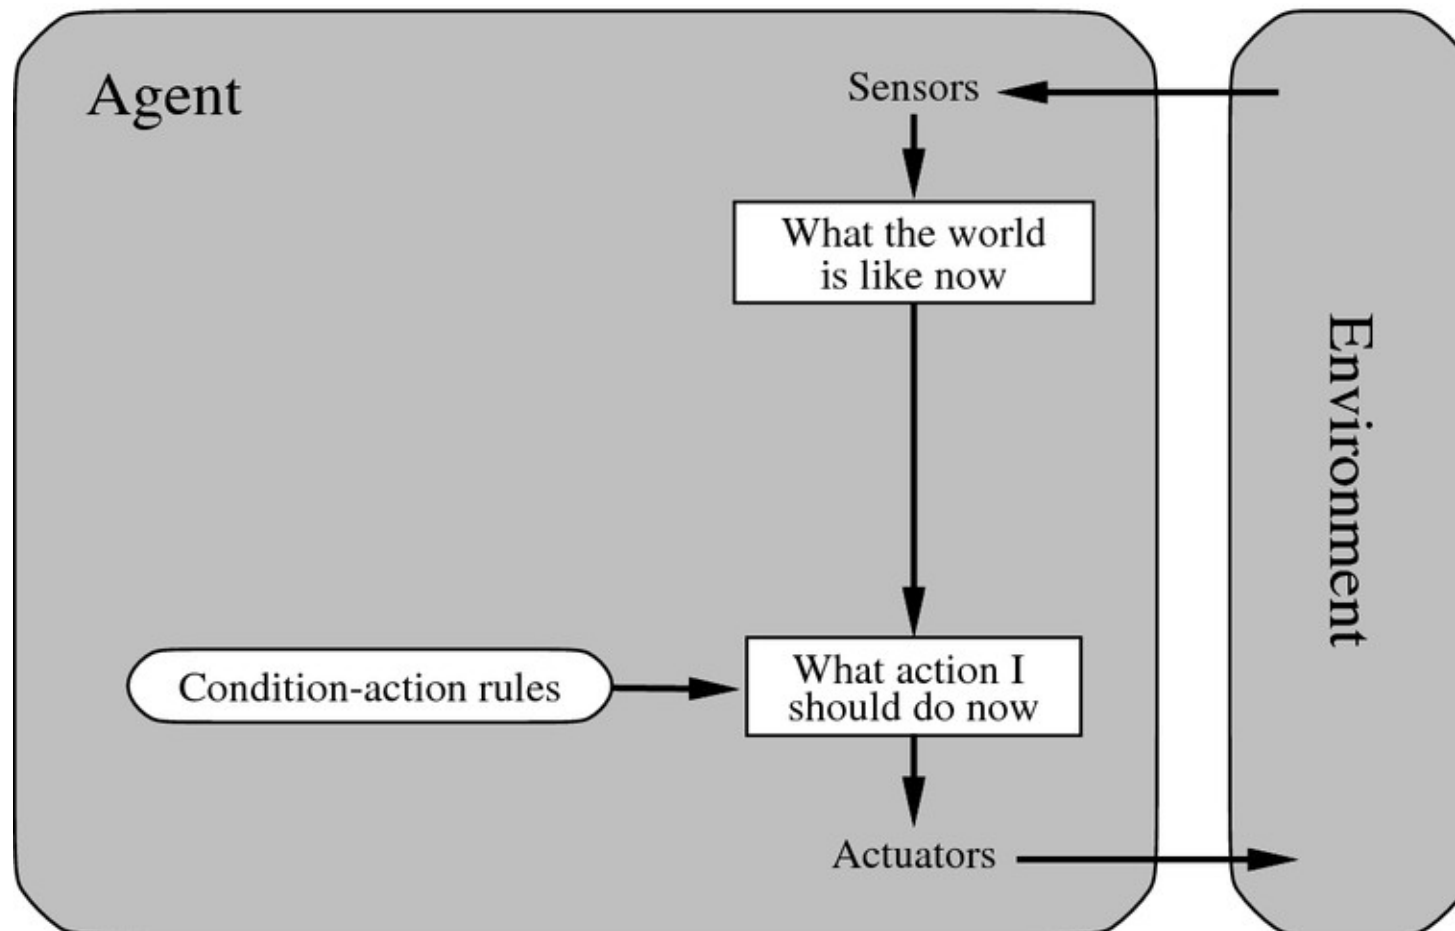 Agent
Sensors
What the world
is like now
Environment
Condition-action rules
What action I
should do now
Actuators